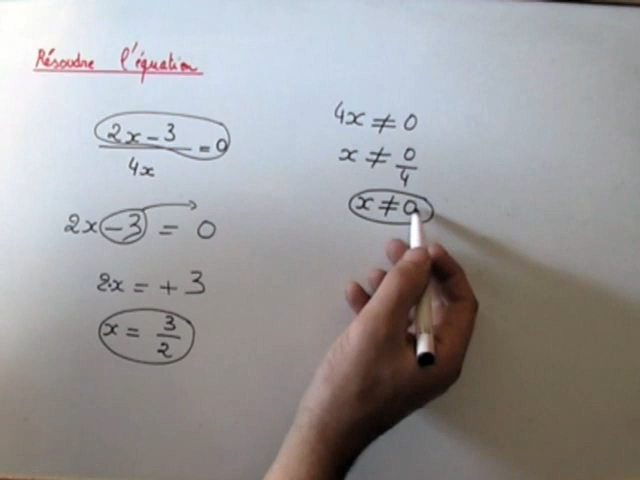 Résoudre l'équation
2x - 3
/ 4x = 0
2x - 3 = 0
2x = + 3
x = 3/2
4x ≠ 0
x ≠ 0/4
x ≠ 0